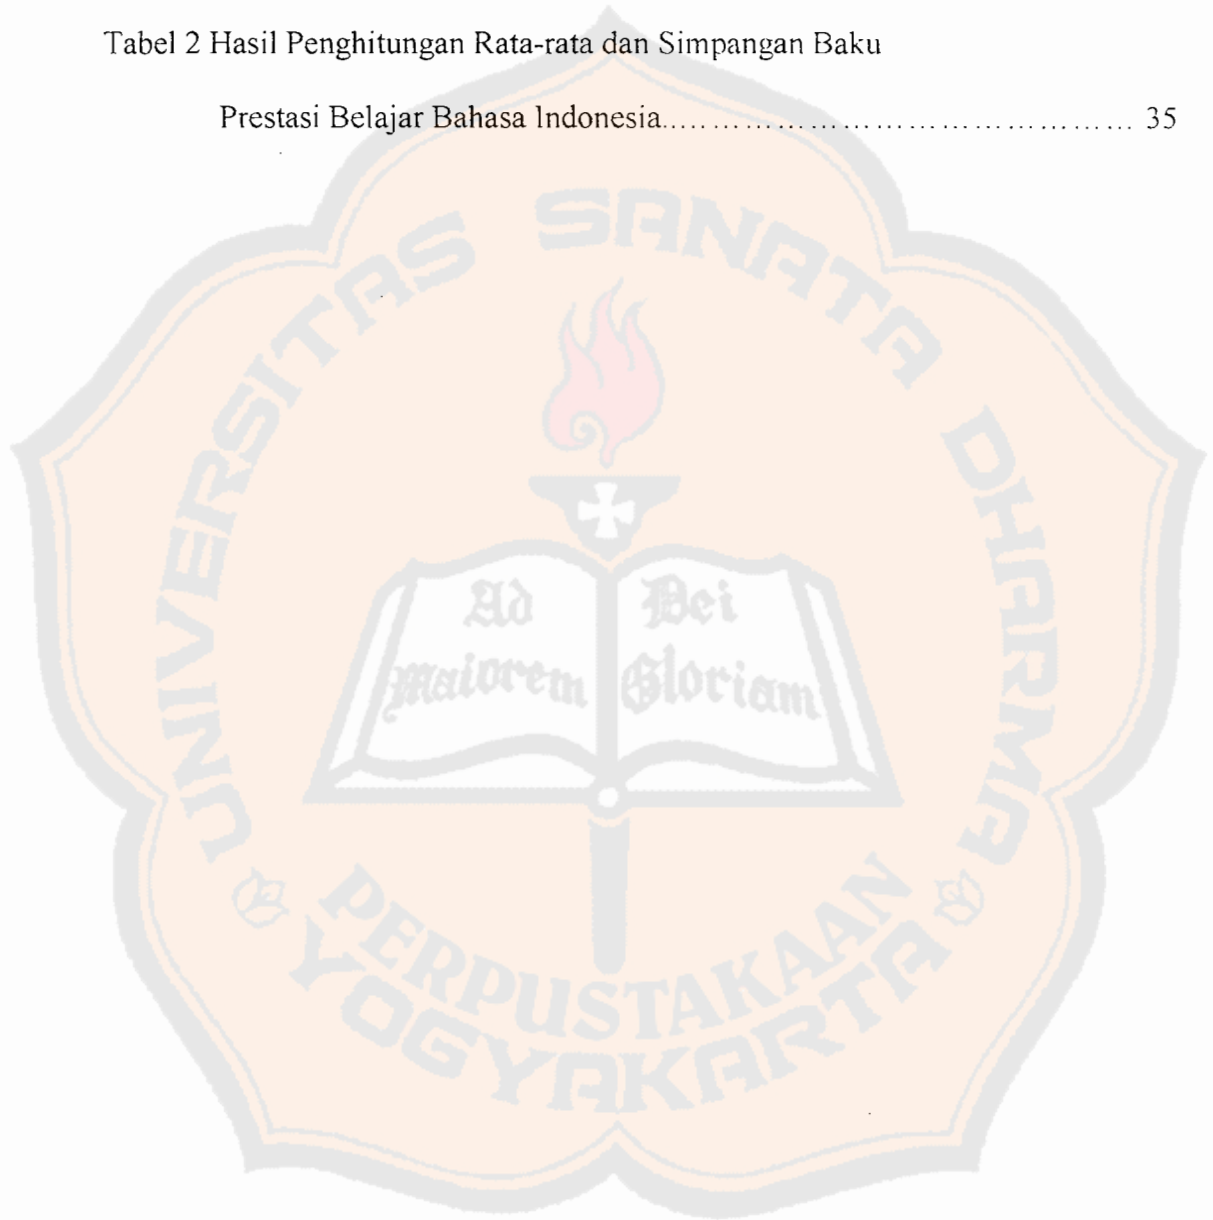 Tabel 2 Hasil Penghitungan Rata-rata dan Simpangan Baku
Prestasi Belajar Bahasa Indonesia........................................ 35
UNIVERSITAS SANATA DHARMA
Ad Dei
Maiorem Gloriam
PERPUSTAKAAN
YOGYAKARTA